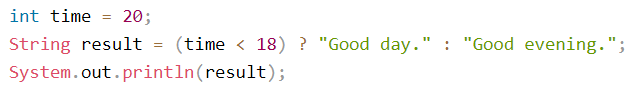 int time = 20;
String result = (time < 18) ? "Good day." : "Good evening.";
System.out.println(result);